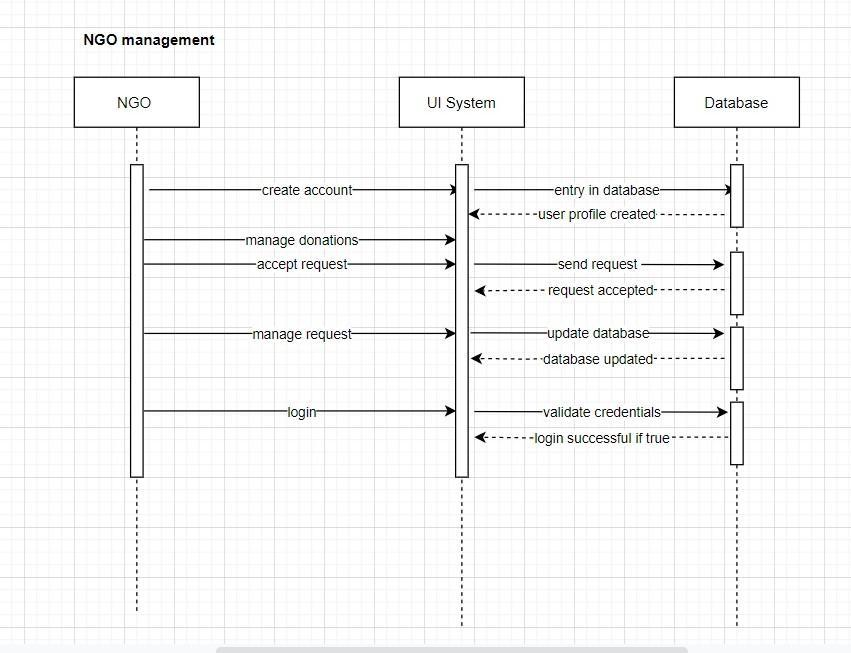 NGO management
NGO
UI System
Database
create account
entry in database
user profile created
manage donations
accept request
send request
request accepted
manage request
update database
database updated
login
validate credentials
login successful if true